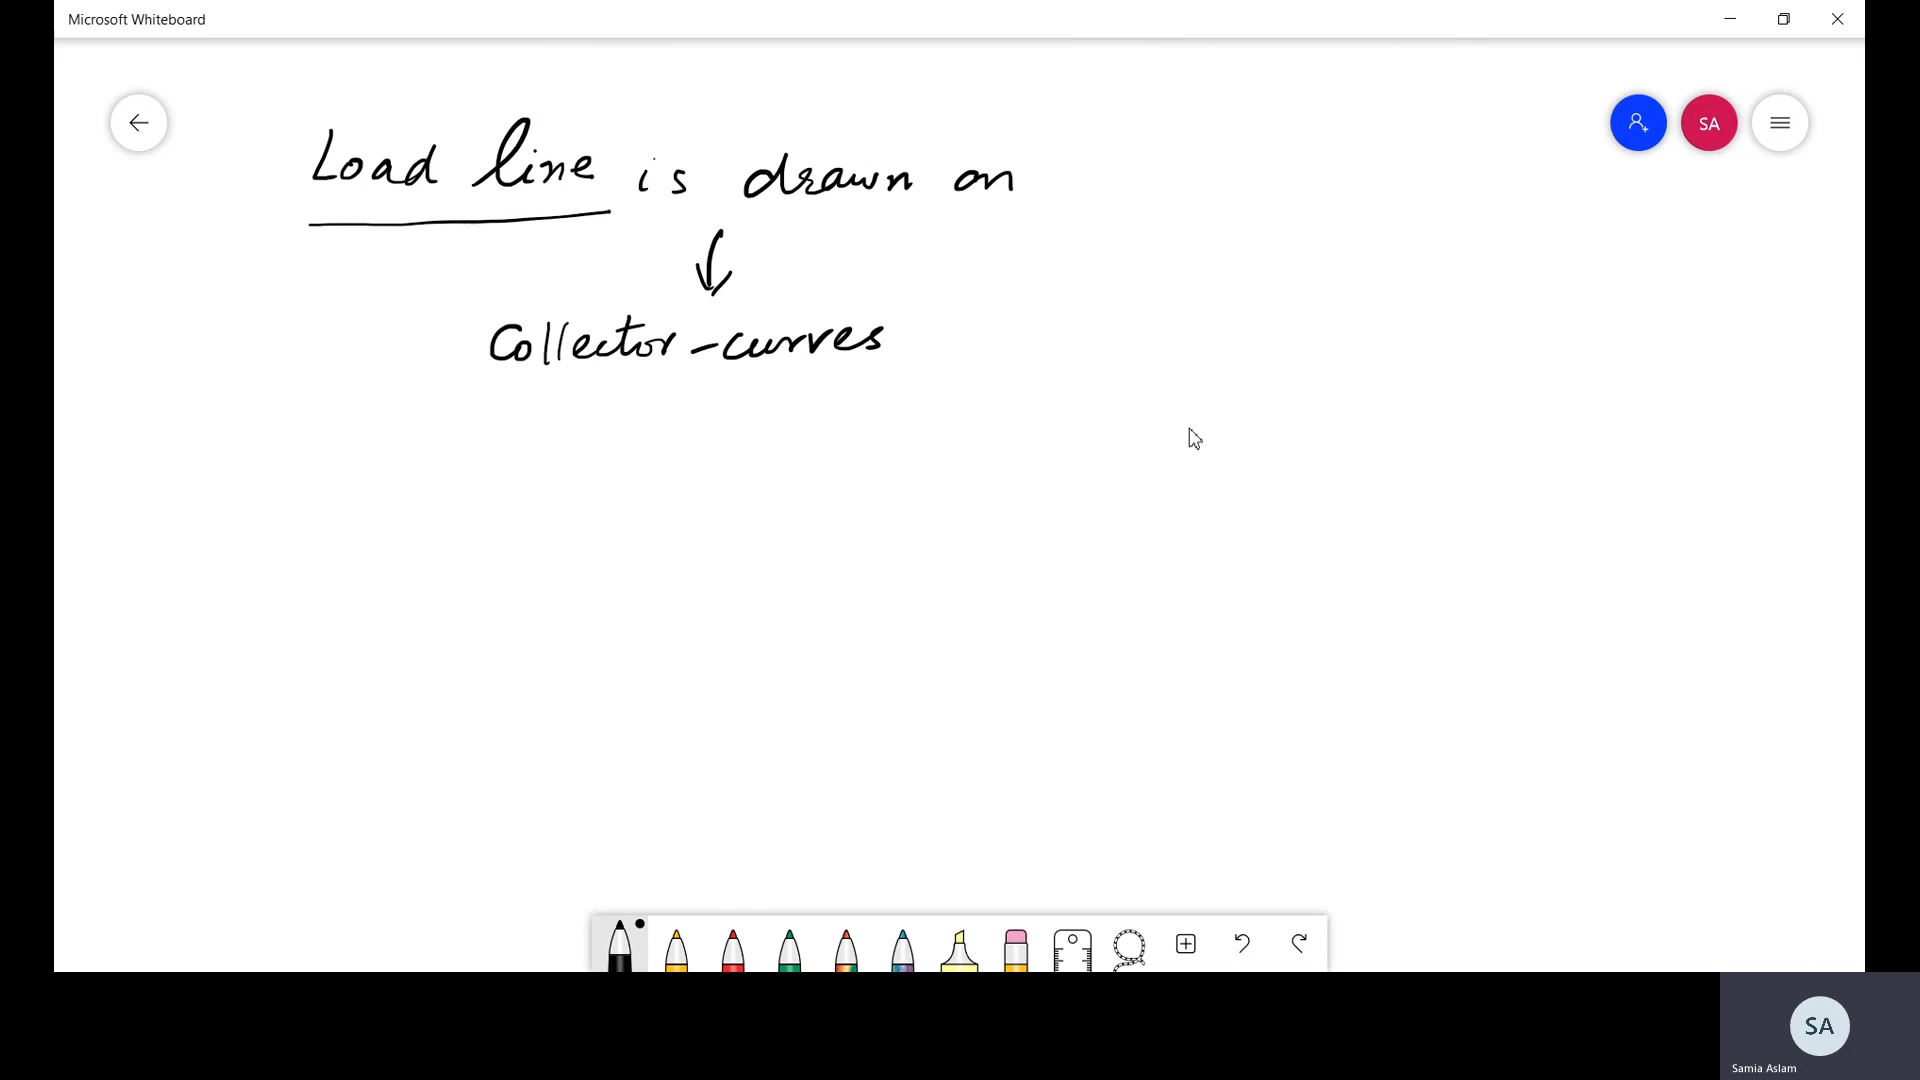 Microsoft Whiteboard
SA
Load line is drawn on
Collector-curves
SA
Samia Aslam